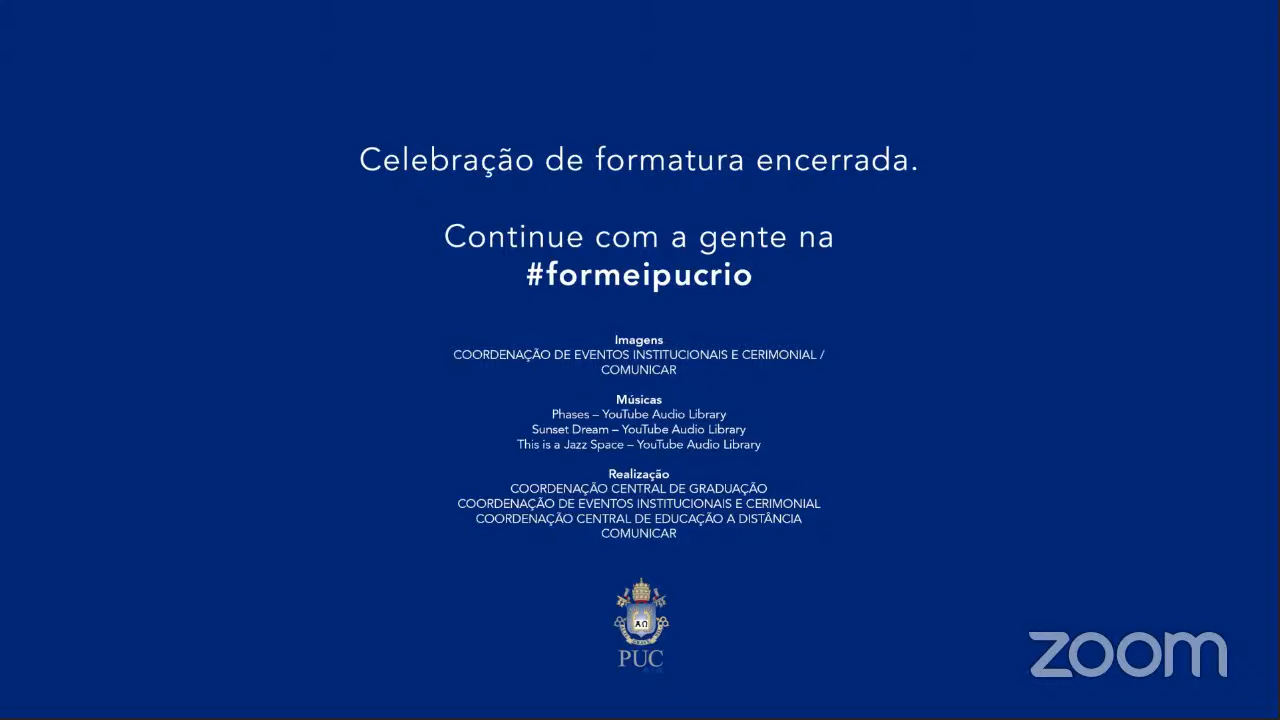 Celebração de formatura encerrada.
Continue com a gente na
#formeipucrio
Imagens
COORDENAÇÃO DE EVENTOS INSTITUCIONAIS E CERIMONIAL /
COMUNICAR
Músicas
Phases – YouTube Audio Library
Sunset Dream – YouTube Audio Library
This is a Jazz Space – YouTube Audio Library
Realização
COORDENAÇÃO CENTRAL DE GRADUAÇÃO
COORDENAÇÃO DE EVENTOS INSTITUCIONAIS E CERIMONIAL
COORDENAÇÃO CENTRAL DE EDUCAÇÃO A DISTÂNCIA
COMUNICAR
ΑΩ
PUC
zoom